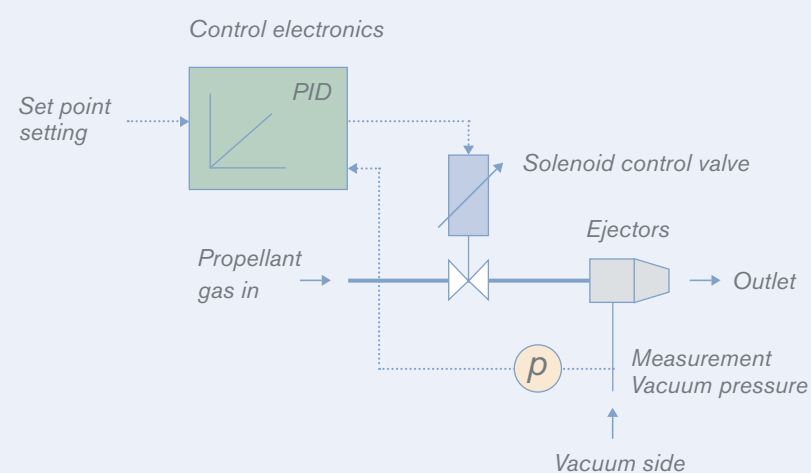 Control electronics
PID
Set point
setting
Solenoid control valve
Ejectors
Propellant
gas in
Outlet
p
Measurement
Vacuum pressure
Vacuum side